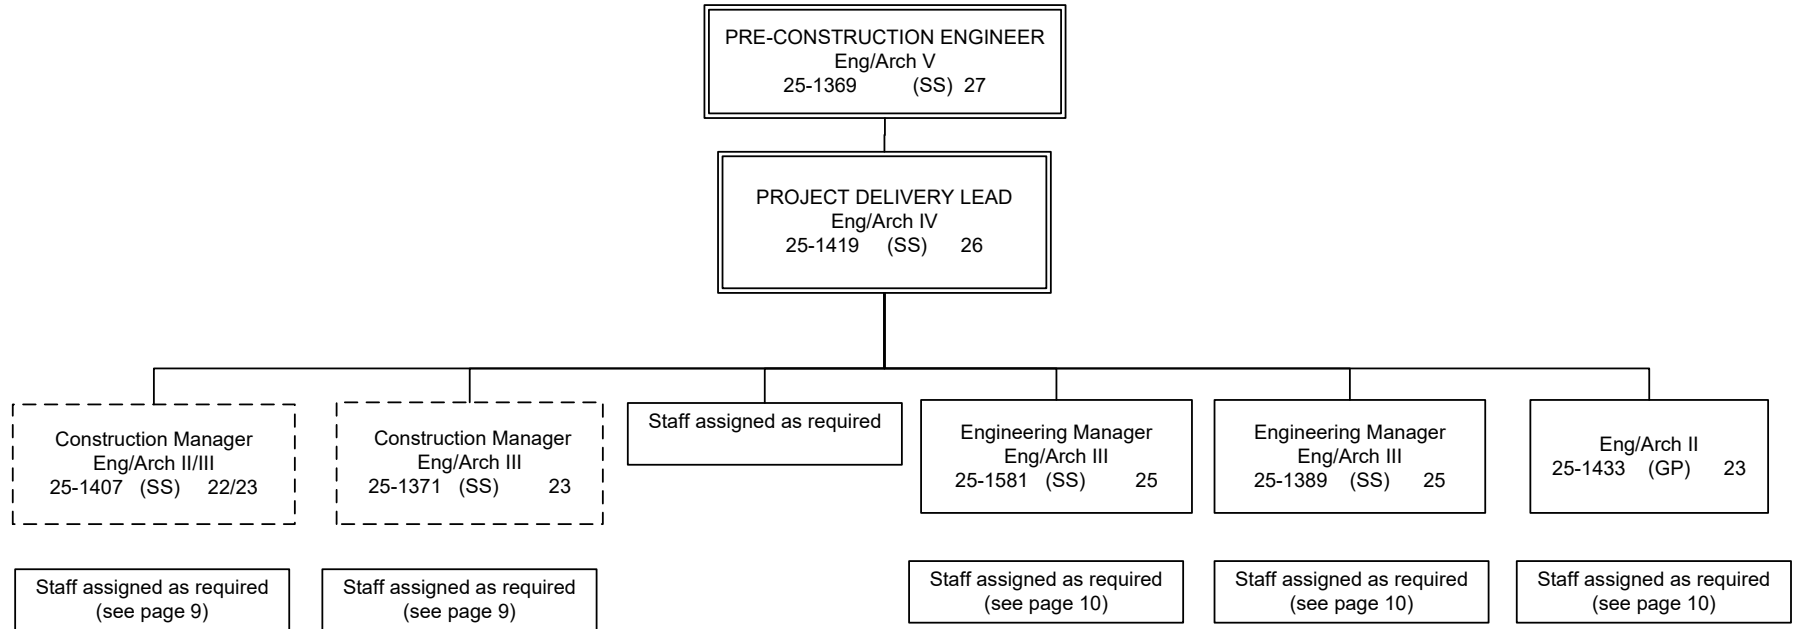 PRE-CONSTRUCTION ENGINEER
Eng/Arch V
25-1369 (SS) 27
PROJECT DELIVERY LEAD
Eng/Arch IV
25-1419 (SS) 26
Construction Manager
Eng/Arch II/III
25-1407 (SS) 22/23
Construction Manager
Eng/Arch III
25-1371 (SS) 23
Staff assigned as required
Engineering Manager
Eng/Arch III
25-1581 (SS) 25
Engineering Manager
Eng/Arch III
25-1389 (SS) 25
Eng/Arch II
25-1433 (GP) 23
Staff assigned as required
(see page 9)
Staff assigned as required
(see page 9)
Staff assigned as required
(see page 10)
Staff assigned as required
(see page 10)
Staff assigned as required
(see page 10)